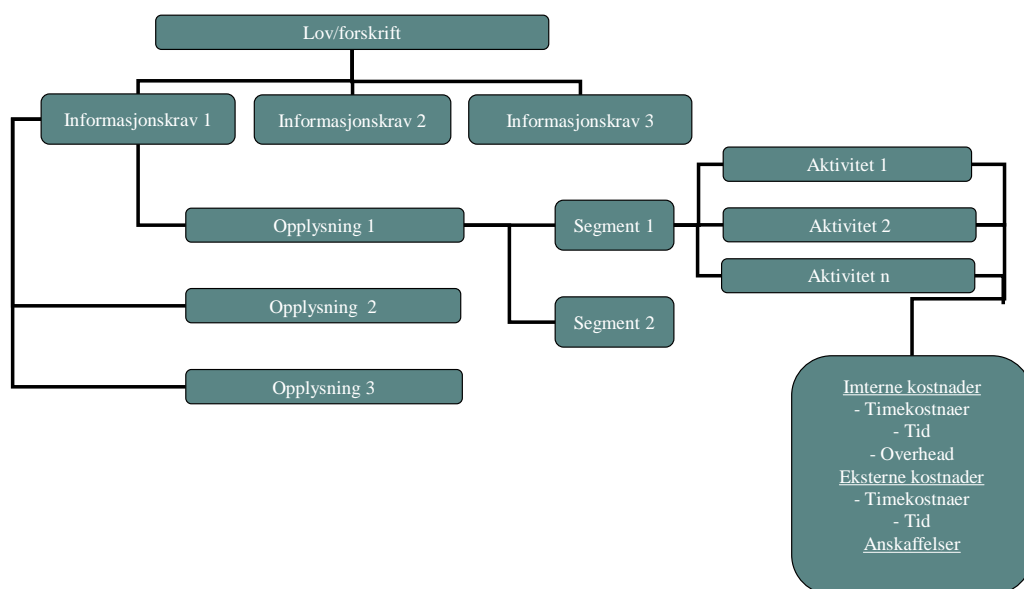 Lov/forskrift
Informasjonskrav 1
Informasjonskrav 2
Informasjonskrav 3
Aktivitet 1
Opplysning 1
Segment 1
Aktivitet 2
Aktivitet n
Opplysning 2
Segment 2
Opplysning 3
Imterne kostnader
- Timekostnaer
- Tid
- Overhead
Eksterne kostnader
- Timekostnaer
- Tid
Anskaffelser